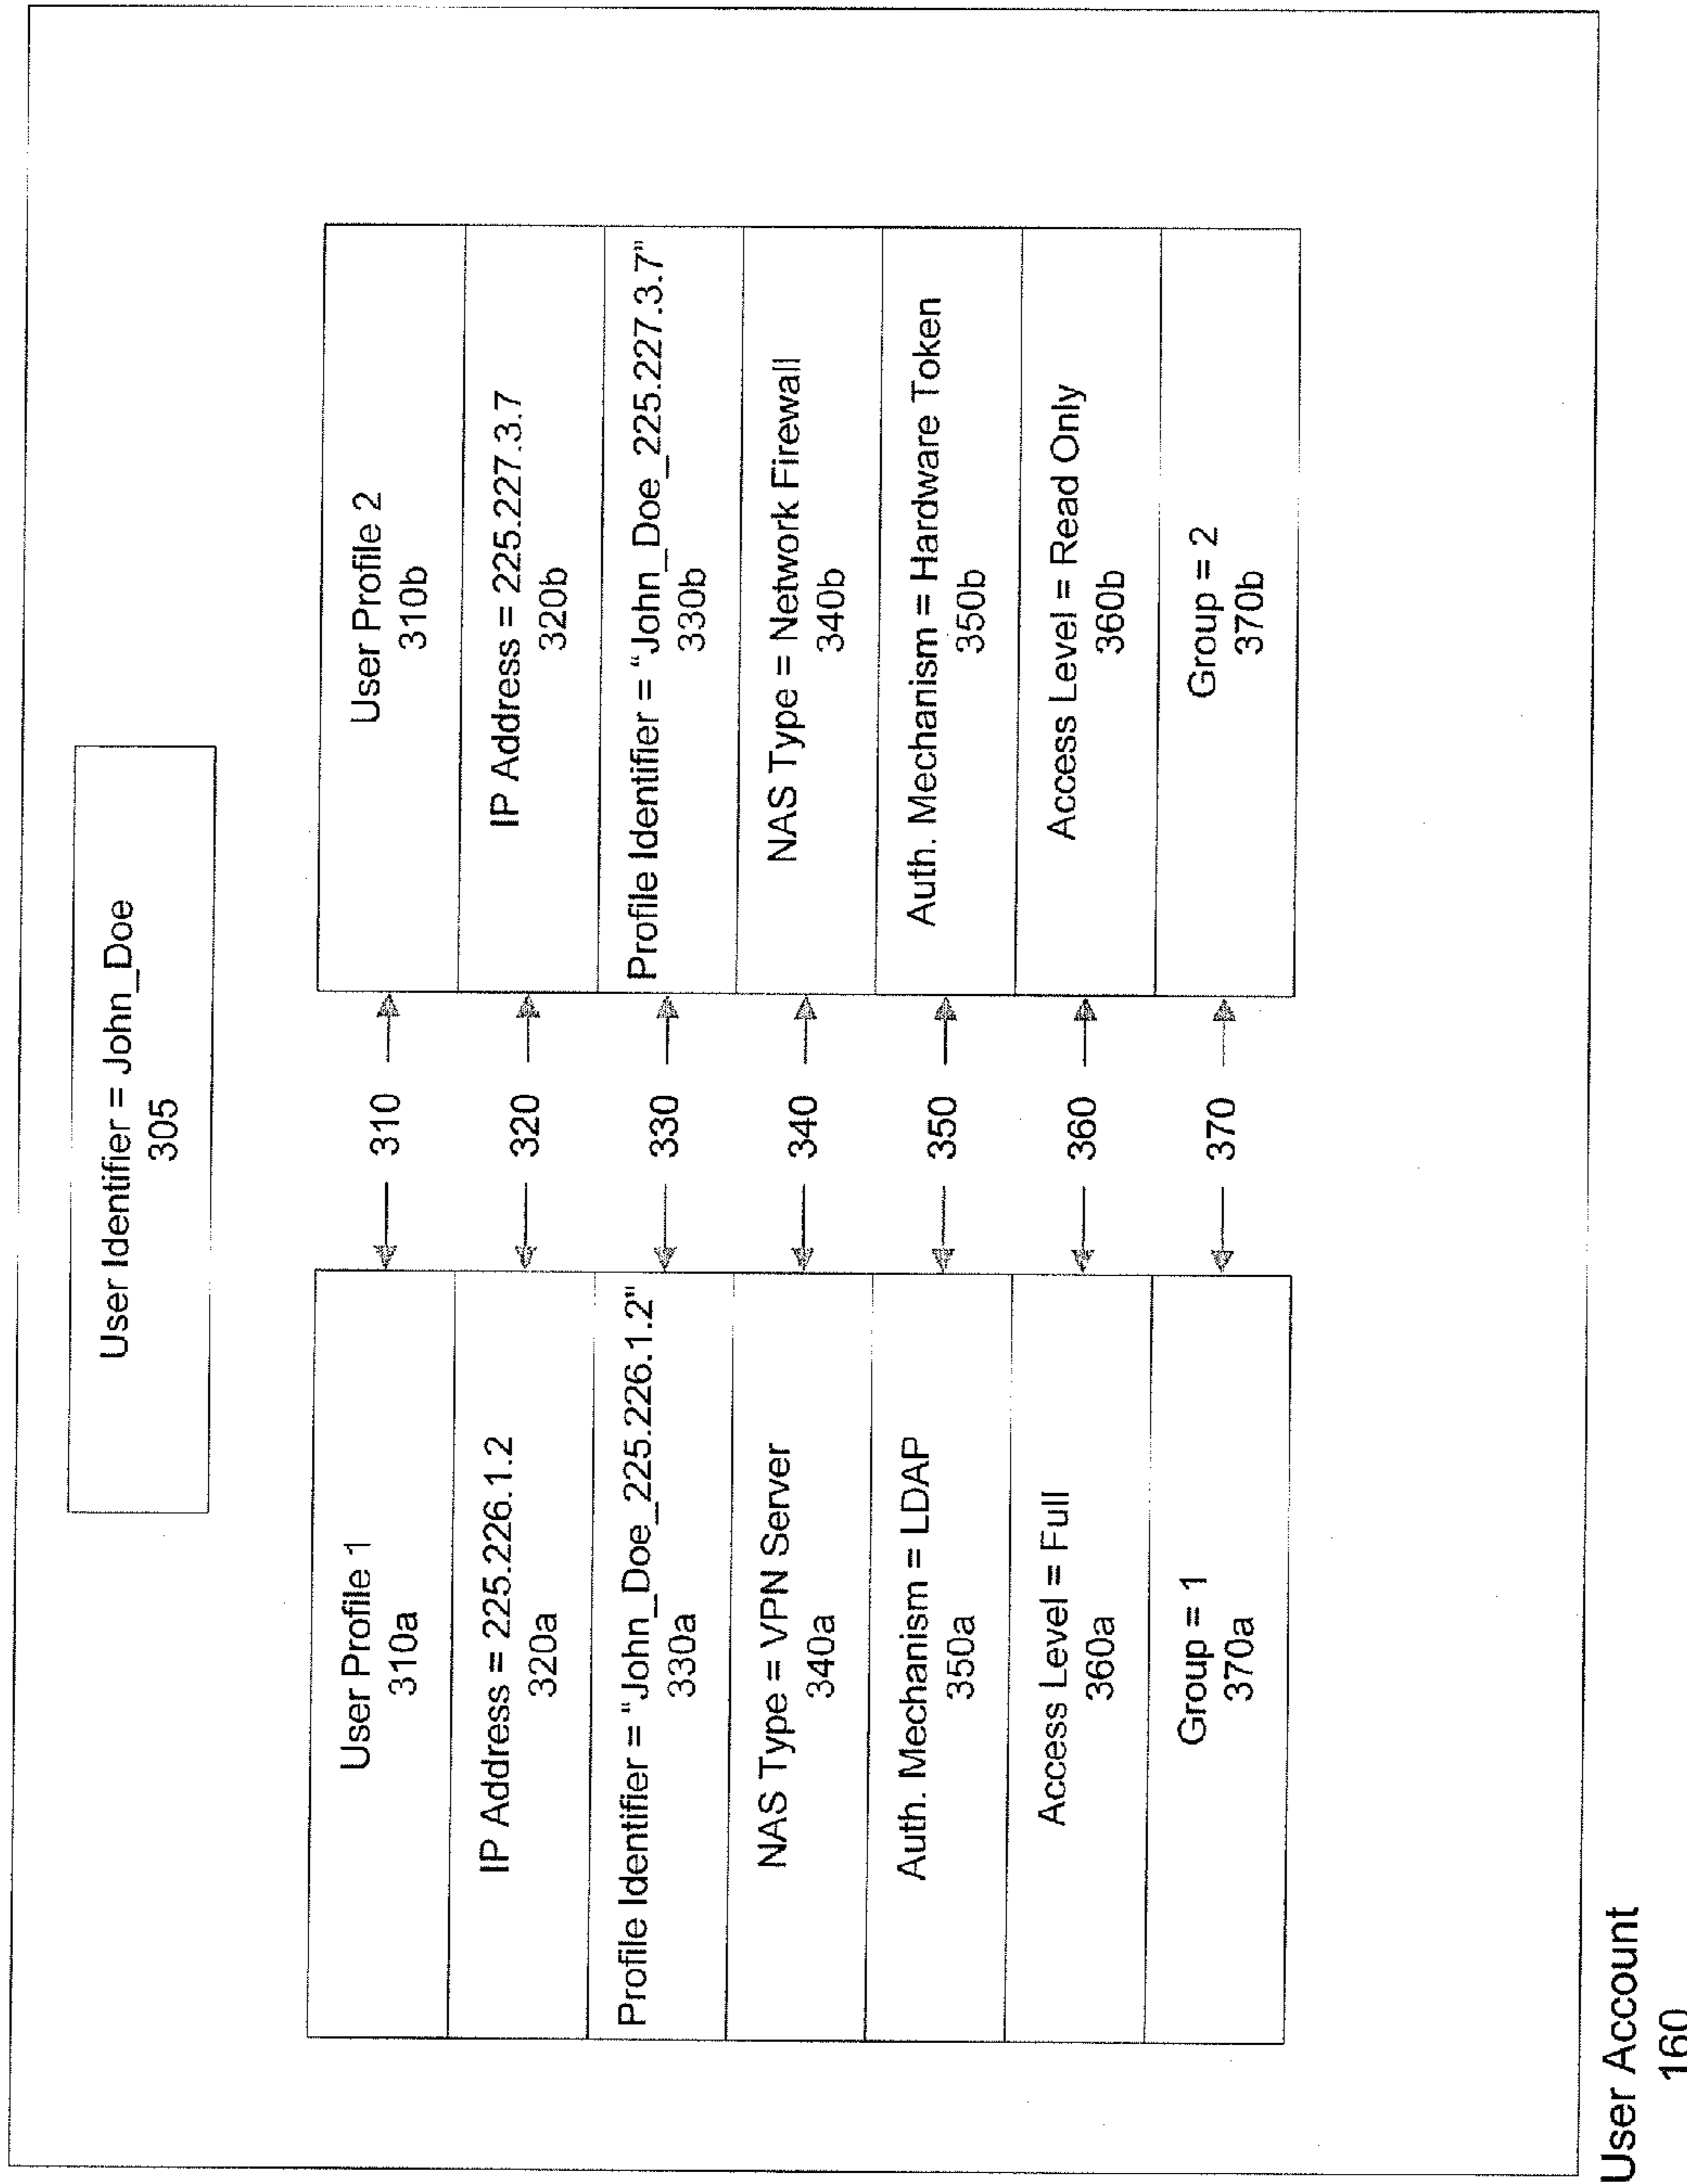 User Identifier = John_Doe
305
User Profile 1
310a
IP Address = 225.226.1.2
320a
Profile Identifier = "John_Doe_225.226.1.2"
330a
NAS Type = VPN Server
340a
Auth. Mechanism = LDAP
350a
Access Level = Full
360a
Group = 1
370a
310
320
330
340
350
360
370
User Profile 2
310b
IP Address = 225.227.3.7
320b
Profile Identifier = "John_Doe_225.227.3.7"
330b
NAS Type = Network Firewall
340b
Auth. Mechanism = Hardware Token
350b
Access Level = Read Only
360b
Group = 2
370b
User Account
160